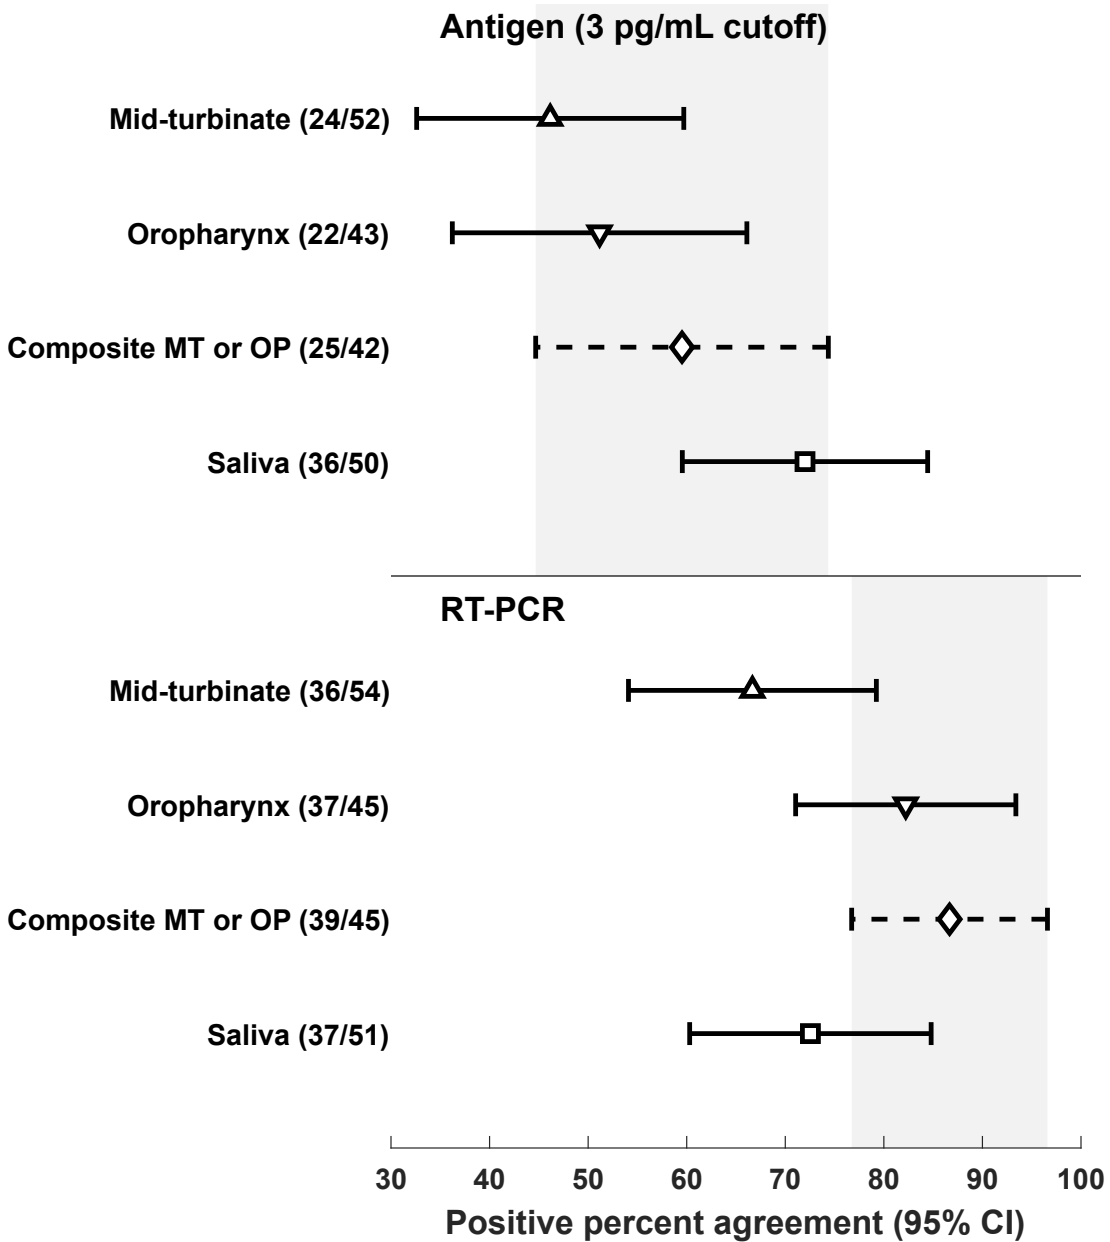 Antigen (3 pg/mL cutoff)
Mid-turbinate (24/52)
Oropharynx (22/43)
Composite MT or OP (25/42)
Saliva (36/50)
RT-PCR
Mid-turbinate (36/54)
Oropharynx (37/45)
Composite MT or OP (39/45)
Saliva (37/51)
30 40 50 60 70 80 90 100
Positive percent agreement (95% CI)